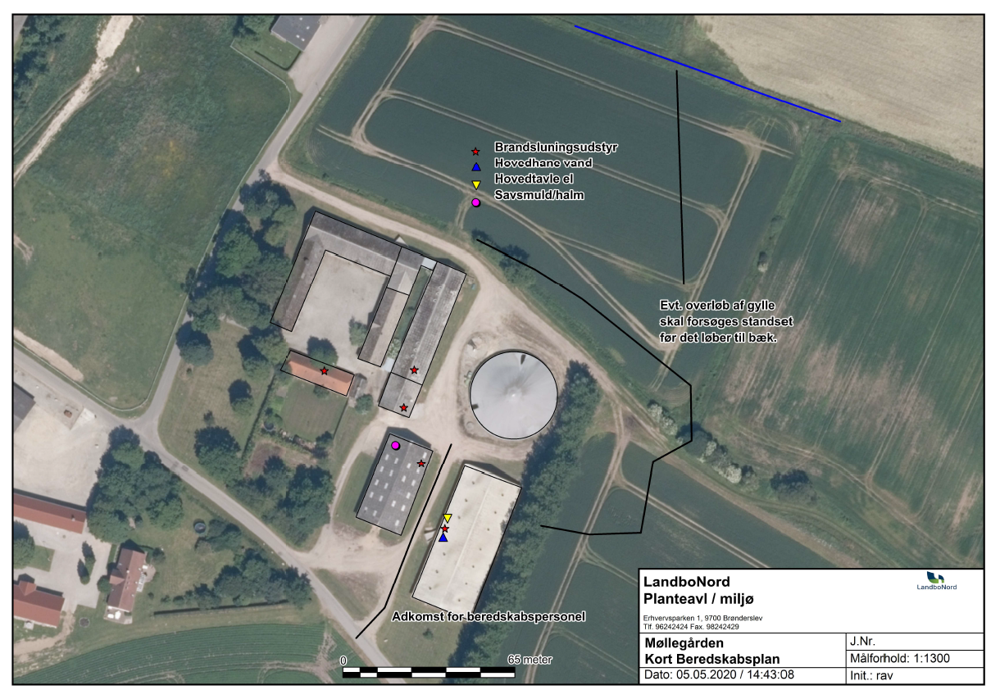 Brandsluningsudstyr
Hovedhane vand
Hovedtavle el
Savsmuld/halm
Evt. overløb af gylle
skal forsøges standset
før det løber til bæk.
Adkomst for beredskabspersonel
0 65 meter
LandboNord
Planteavl / miljø
LandboNord
Erhvervsparken 1, 9700 Brønderslev
Tlf. 96242424 Fax. 98242429
Møllegården
Kort Beredskabsplan
Dato: 05.05.2020 / 14:43:08
J.Nr.
Målforhold: 1:1300
Init.: rav